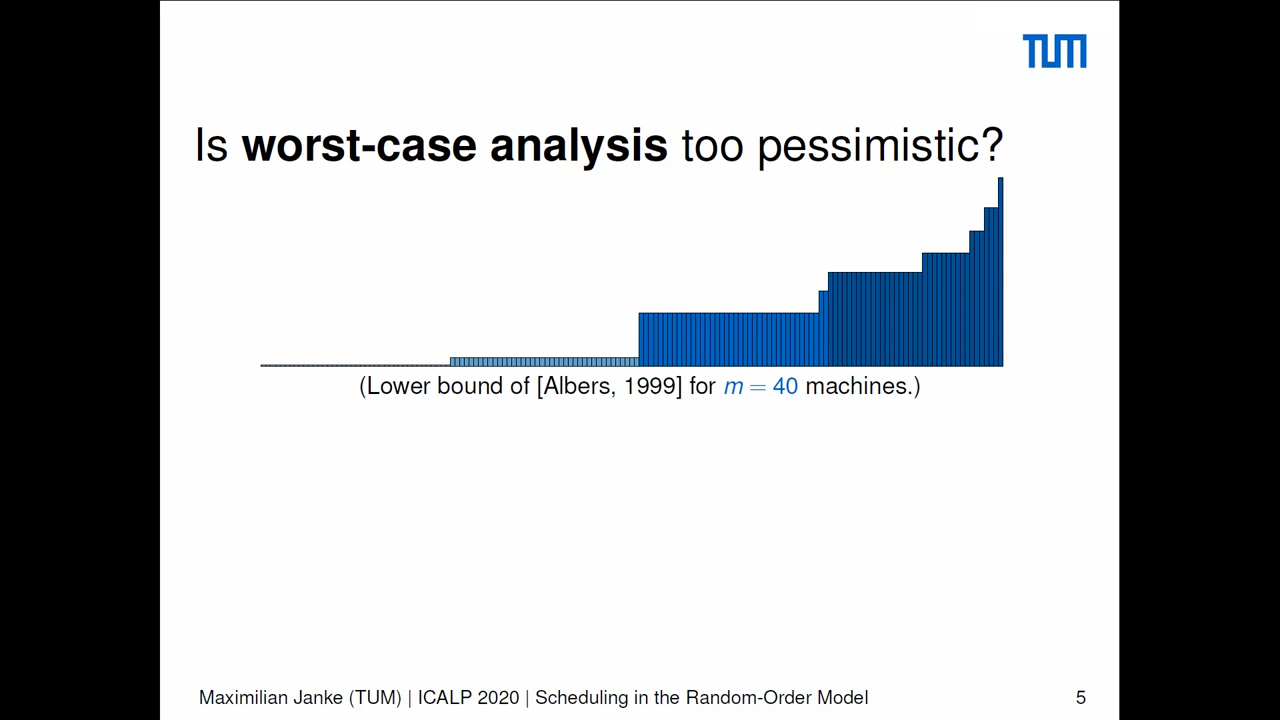 TUM
Is worst-case analysis too pessimistic?
(Lower bound of [Albers, 1999] for m = 40 machines.)
Maximilian Janke (TUM) | ICALP 2020 | Scheduling in the Random-Order Model 5